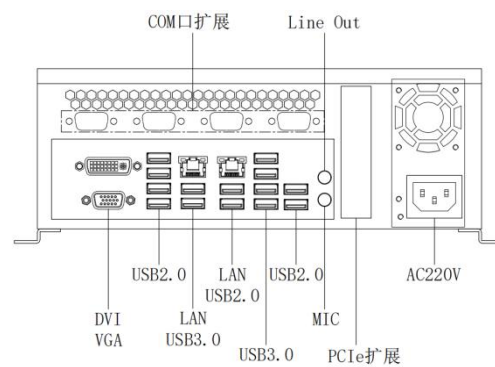 COM口扩展
Line Out
USB2.0
LAN
USB2.0
USB2.0
AC220V
DVI
VGA
LAN
USB3.0
USB3.0
MIC
PCIe扩展